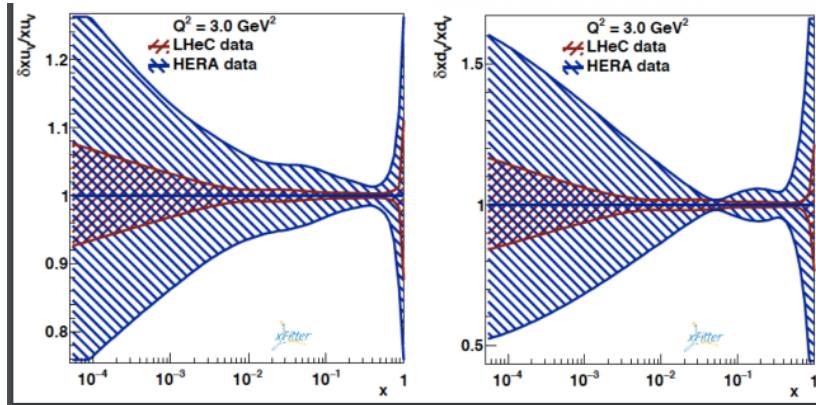 Q² = 3.0 GeV²
LHeC data
HERA data
δxu_v/xu_v
1.2
1.1
1
0.9
0.8
10⁻⁴ 10⁻³ 10⁻² 10⁻¹ x 1
xFitter
Q² = 3.0 GeV²
LHeC data
HERA data
δxd_v/xd_v
1.5
1
0.5
10⁻⁴ 10⁻³ 10⁻² 10⁻¹ x 1
xFitter